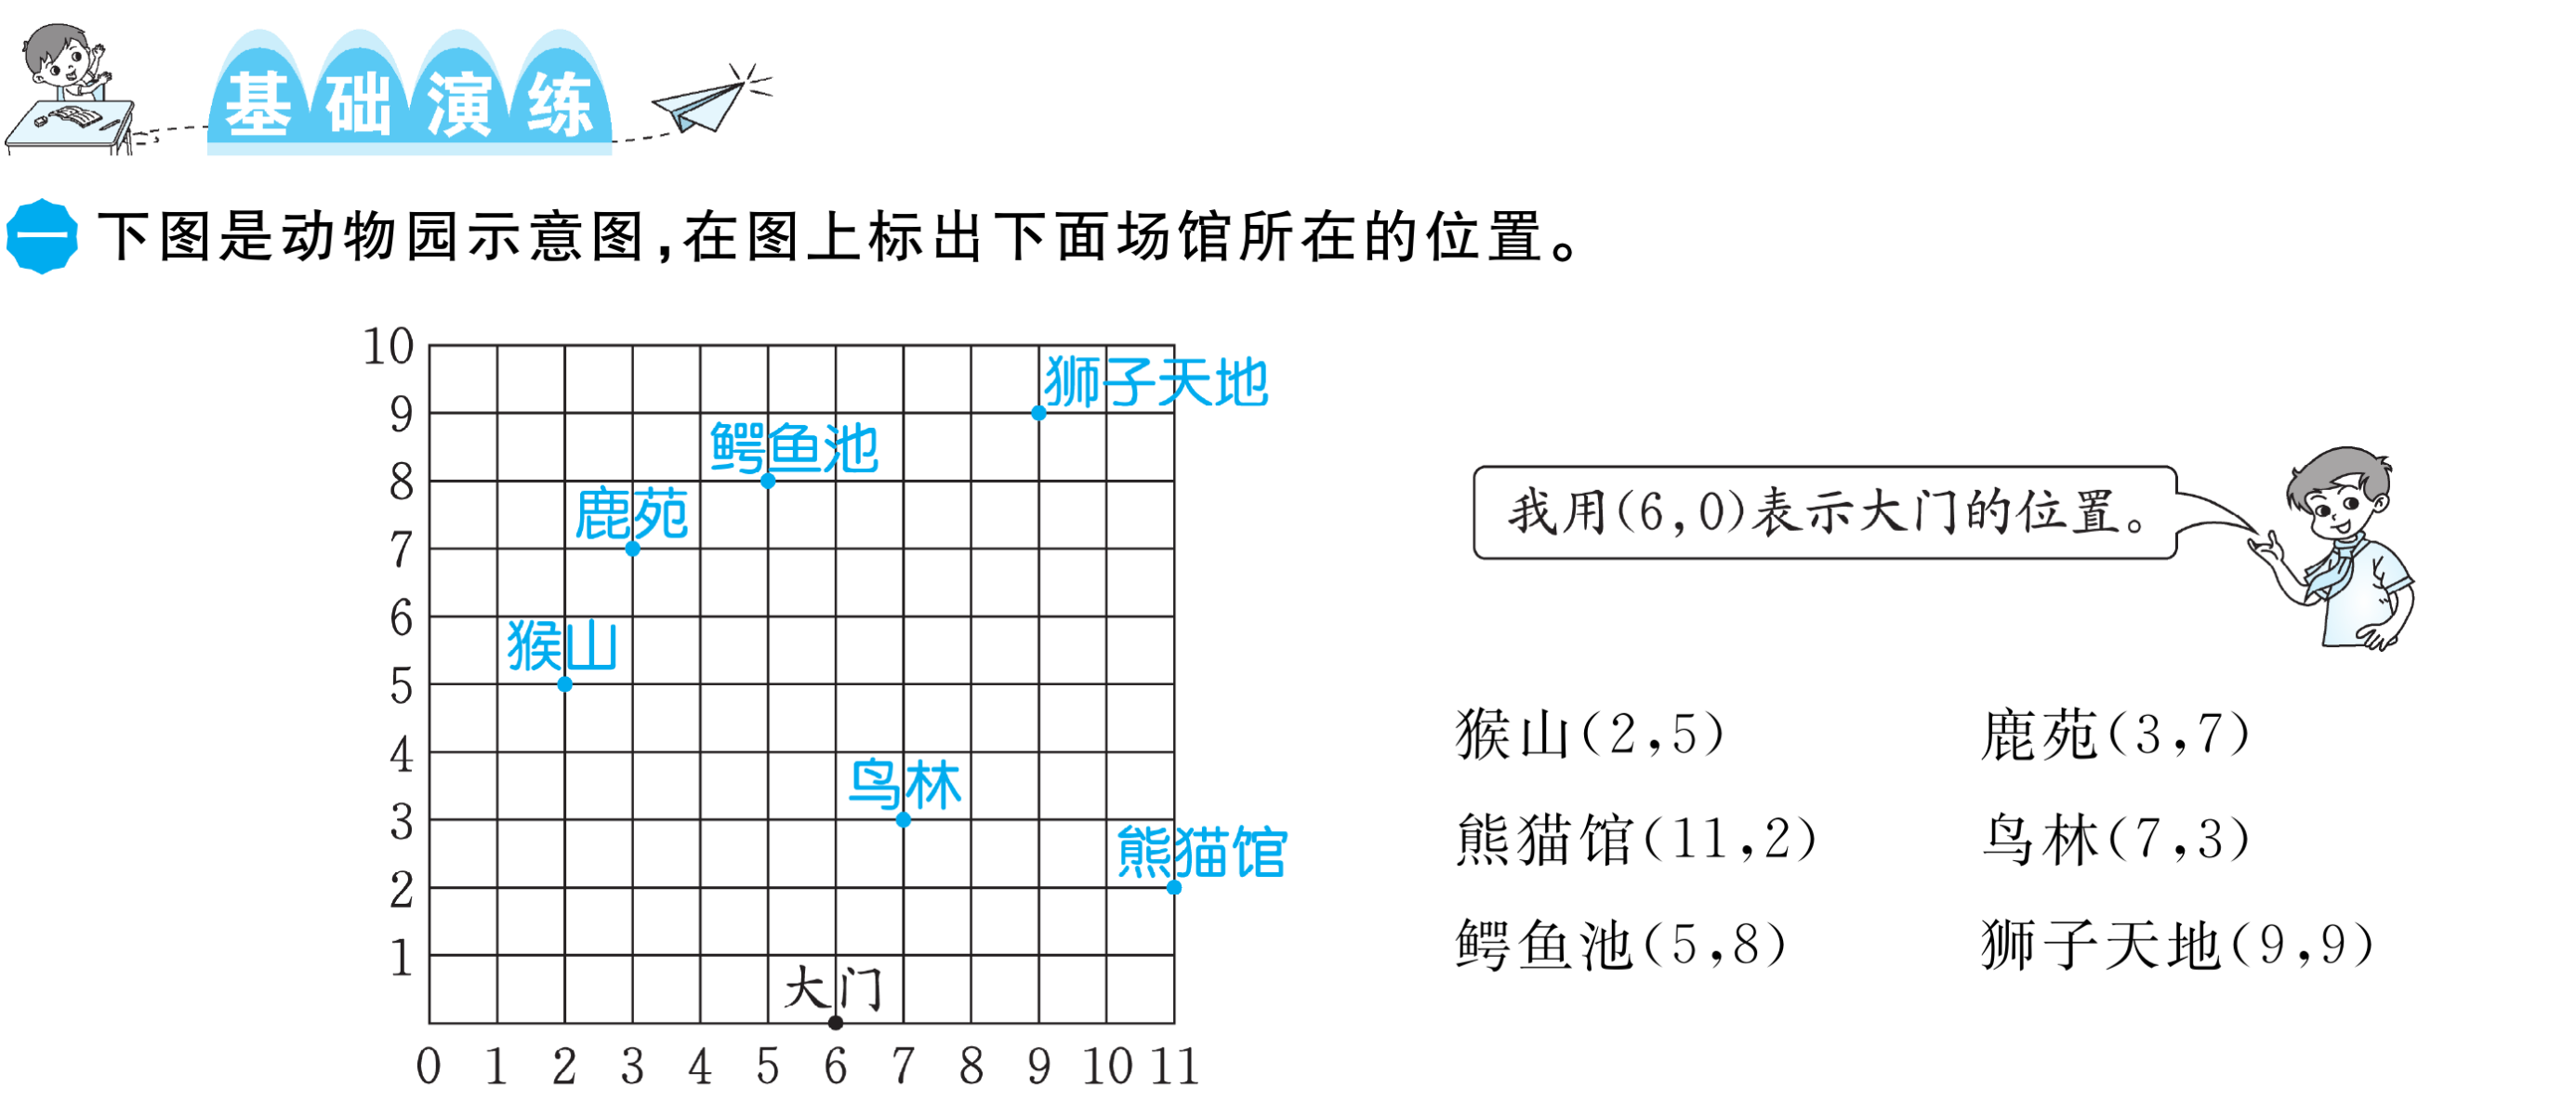 基础演练
一 下图是动物园示意图,在图上标出下面场馆所在的位置。
10
9
8
7
6
5
4
3
2
1
0 1 2 3 4 5 6 7 8 9 10 11
狮子天地
鳄鱼池
鹿苑
猴山
鸟林
熊猫馆
大门
我用(6,0)表示大门的位置。
猴山(2,5) 鹿苑(3,7)
熊猫馆(11,2) 鸟林(7,3)
鳄鱼池(5,8) 狮子天地(9,9)